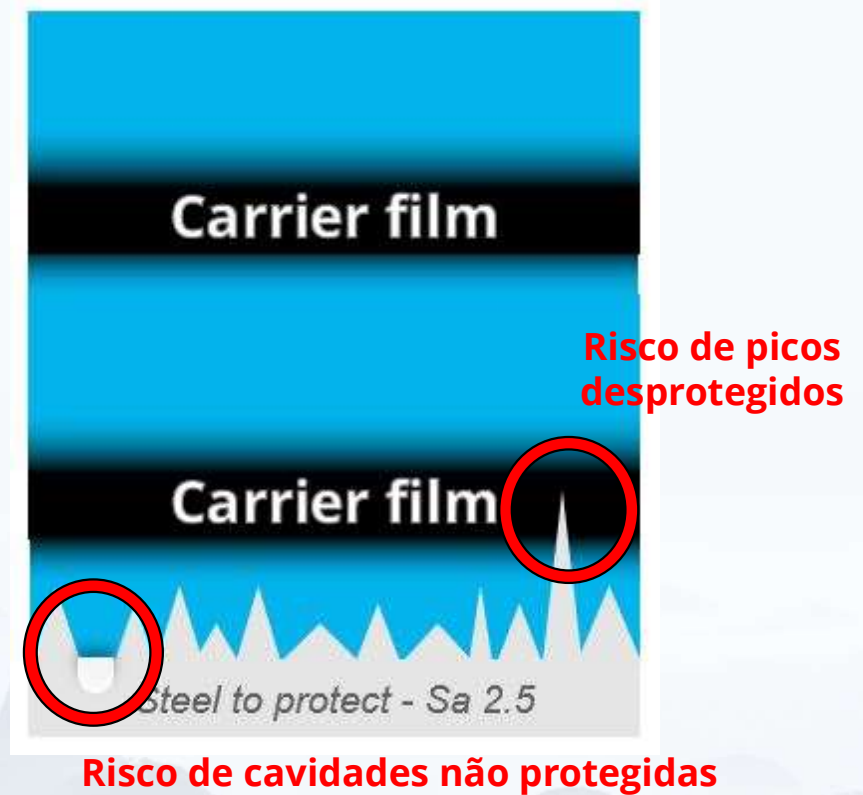 Carrier film
Risco de picos
desprotegidos
Carrier film
Steel to protect - Sa 2.5
Risco de cavidades não protegidas